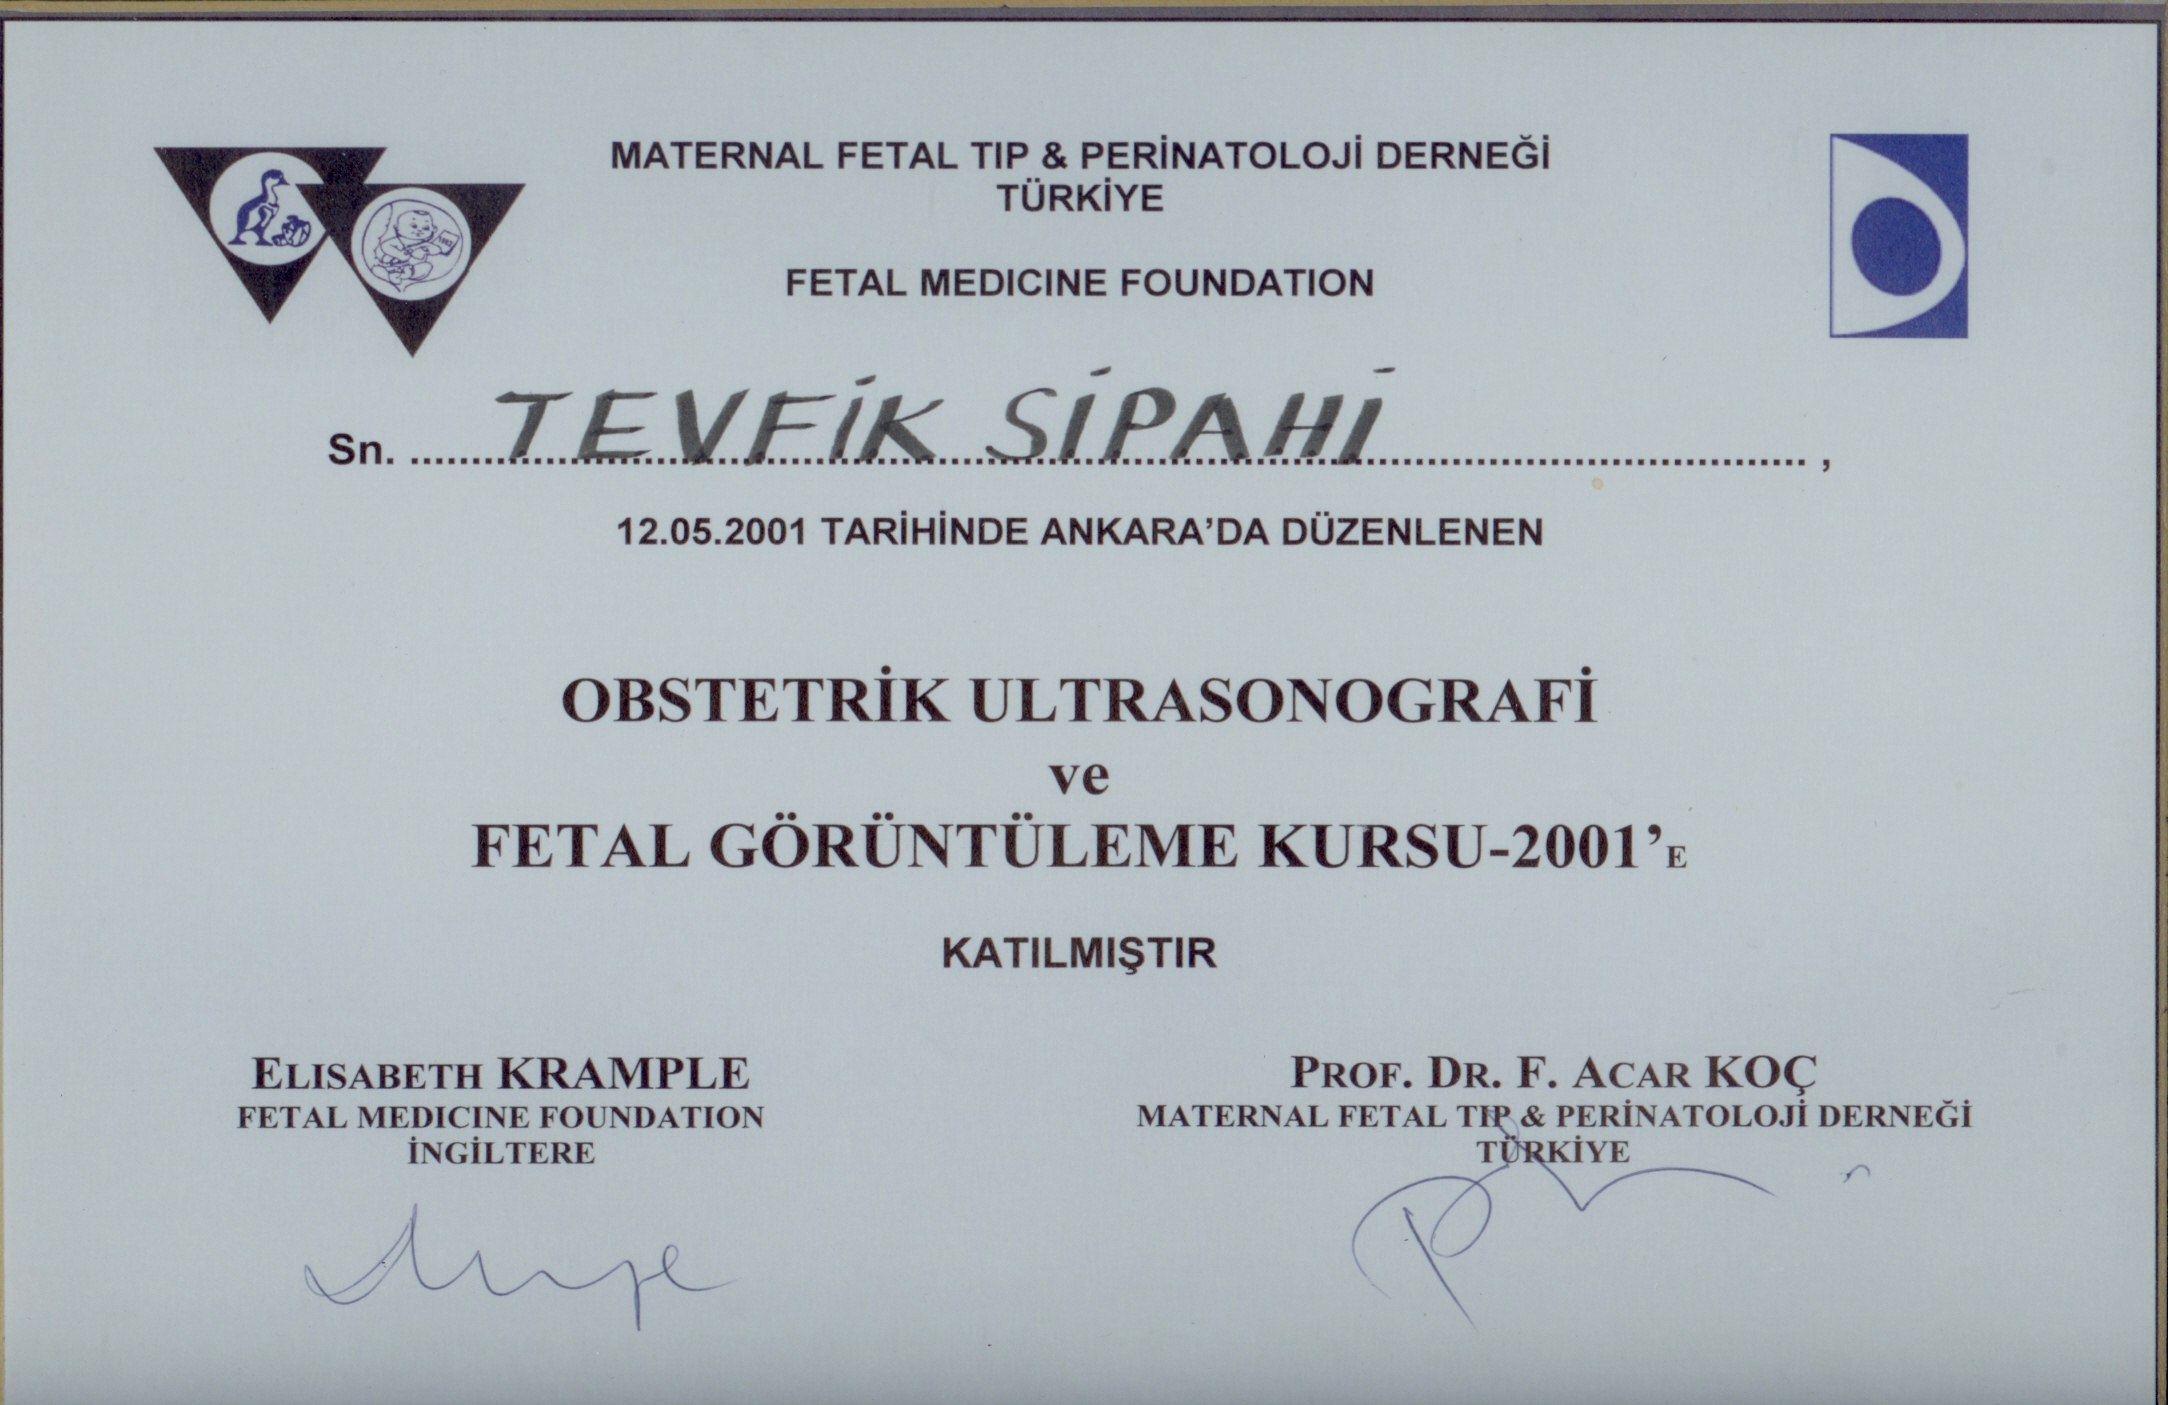 MATERNAL FETAL TIP & PERİNATOLOJİ DERNEĞİ
TÜRKİYE
FETAL MEDICINE FOUNDATION
Sn. TEVFİK SİPAHİ ,
12.05.2001 TARİHİNDE ANKARA’DA DÜZENLENEN
OBSTETRİK ULTRASONOGRAFİ
ve
FETAL GÖRÜNTÜLEME KURSU-2001’E
KATILMIŞTIR
ELISABETH KRAMPLE
FETAL MEDICINE FOUNDATION
İNGİLTERE
PROF. DR. F. ACAR KOÇ
MATERNAL FETAL TIP & PERİNATOLOJİ DERNEĞİ
TÜRKİYE